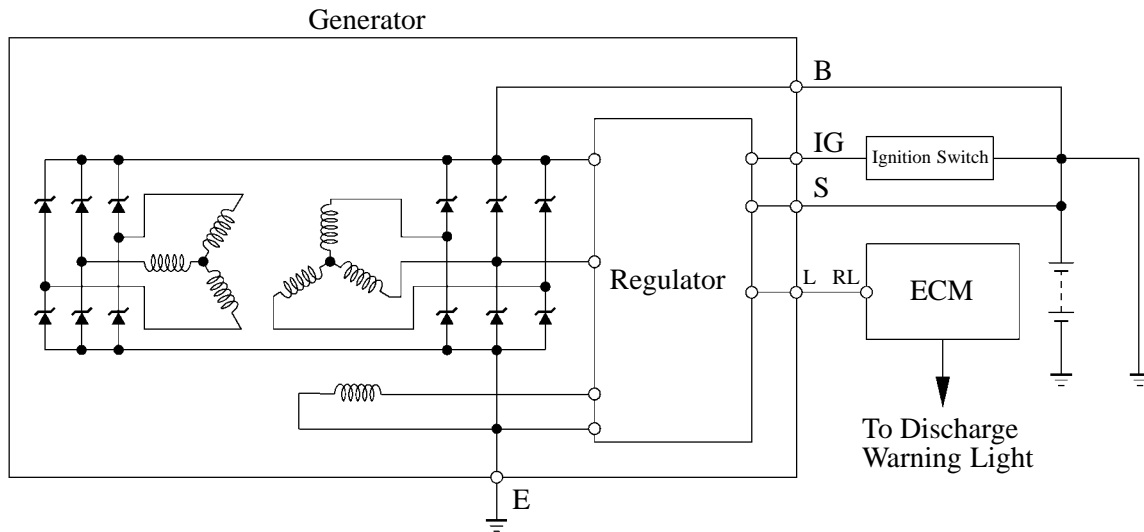 Generator
B
IG
Ignition Switch
S
Regulator
L
RL
ECM
To Discharge
Warning Light
E